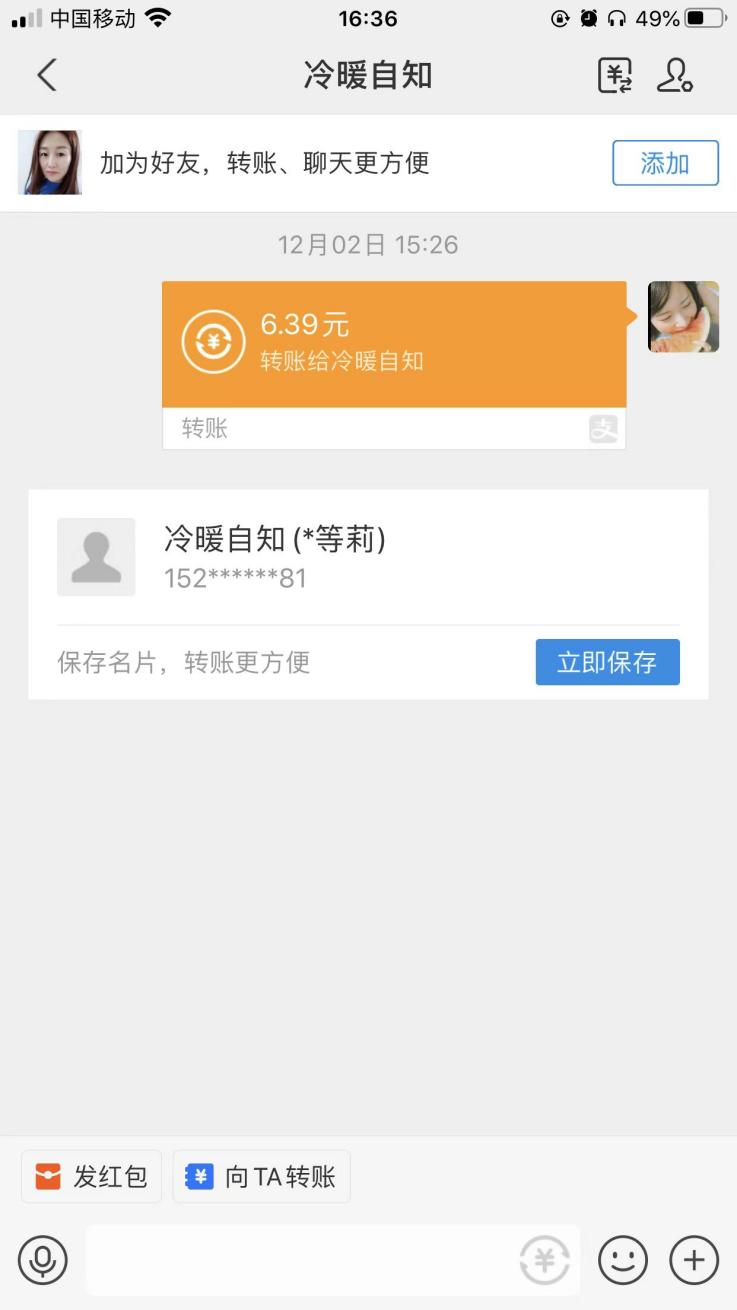 中国移动 16:36 49%
冷暖自知
加为好友，转账、聊天更方便 添加
12月02日 15:26
6.39元
转账给冷暖自知
转账
支
冷暖自知(*等莉)
152******81
保存名片，转账更方便 立即保存
发红包 向TA转账